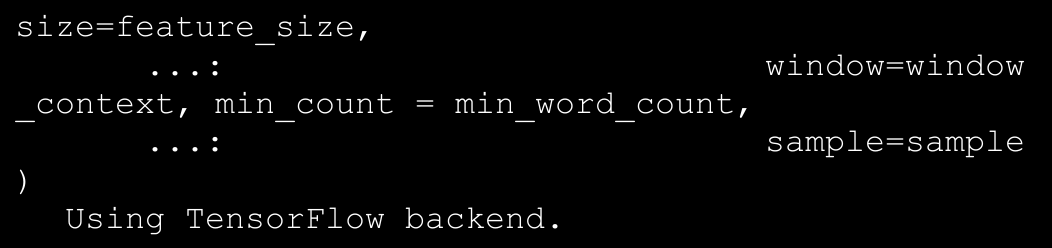 size=feature_size,
...: window=window
_context, min_count = min_word_count,
...: sample=sample
)
Using TensorFlow backend.